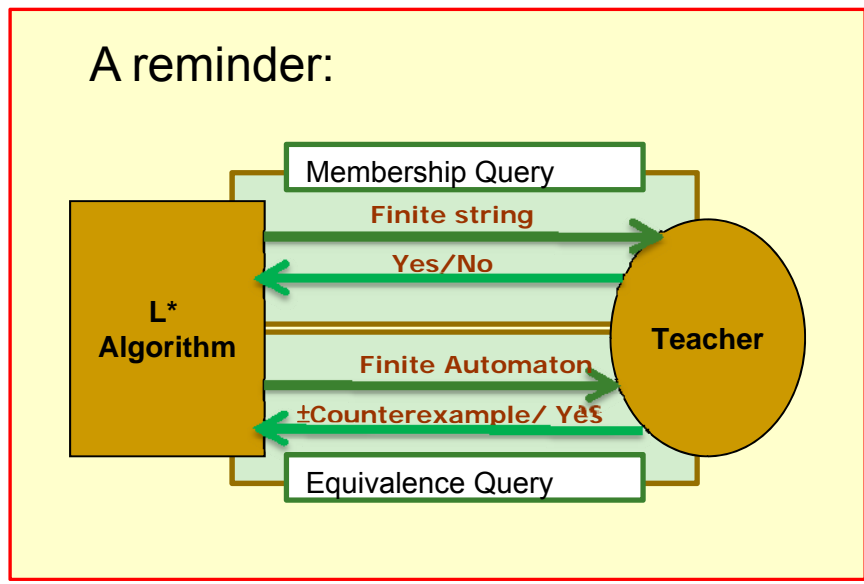 A reminder:
Membership Query
Finite string
Yes/No
L*
Algorithm
Teacher
Finite Automaton
±Counterexample/ Yes
Equivalence Query